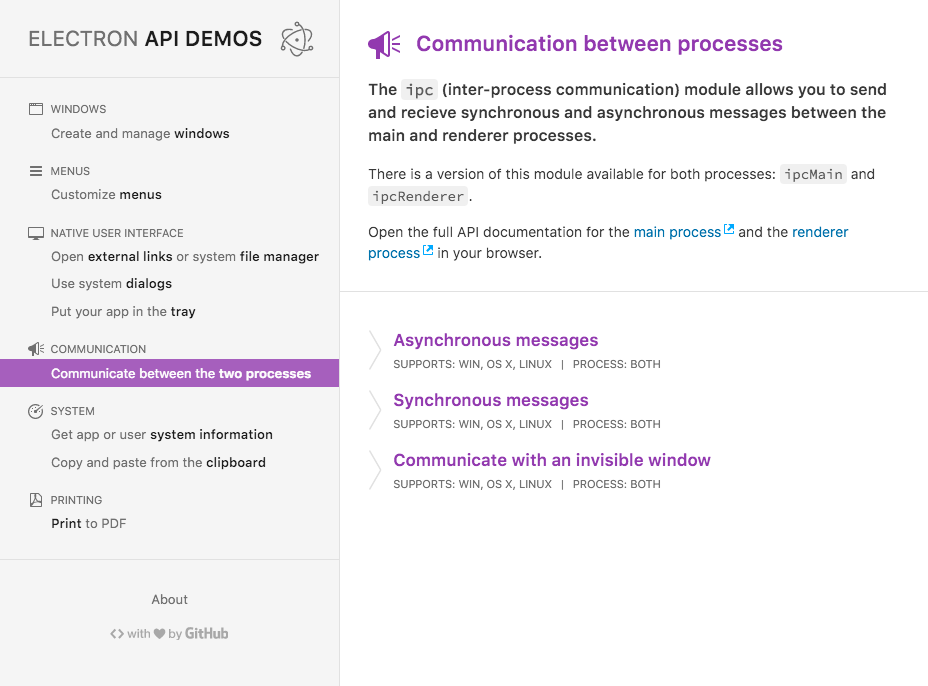 ELECTRON API DEMOS
WINDOWS
Create and manage windows
MENUS
Customize menus
NATIVE USER INTERFACE
Open external links or system file manager
Use system dialogs
Put your app in the tray
COMMUNICATION
Communicate between the two processes
SYSTEM
Get app or user system information
Copy and paste from the clipboard
PRINTING
Print to PDF
About
<> with ♥ by GitHub
Communication between processes
The ipc (inter-process communication) module allows you to send
and recieve synchronous and asynchronous messages between the
main and renderer processes.
There is a version of this module available for both processes: ipcMain and
ipcRenderer.
Open the full API documentation for the main process and the renderer
process in your browser.
Asynchronous messages
SUPPORTS: WIN, OS X, LINUX | PROCESS: BOTH
Synchronous messages
SUPPORTS: WIN, OS X, LINUX | PROCESS: BOTH
Communicate with an invisible window
SUPPORTS: WIN, OS X, LINUX | PROCESS: BOTH